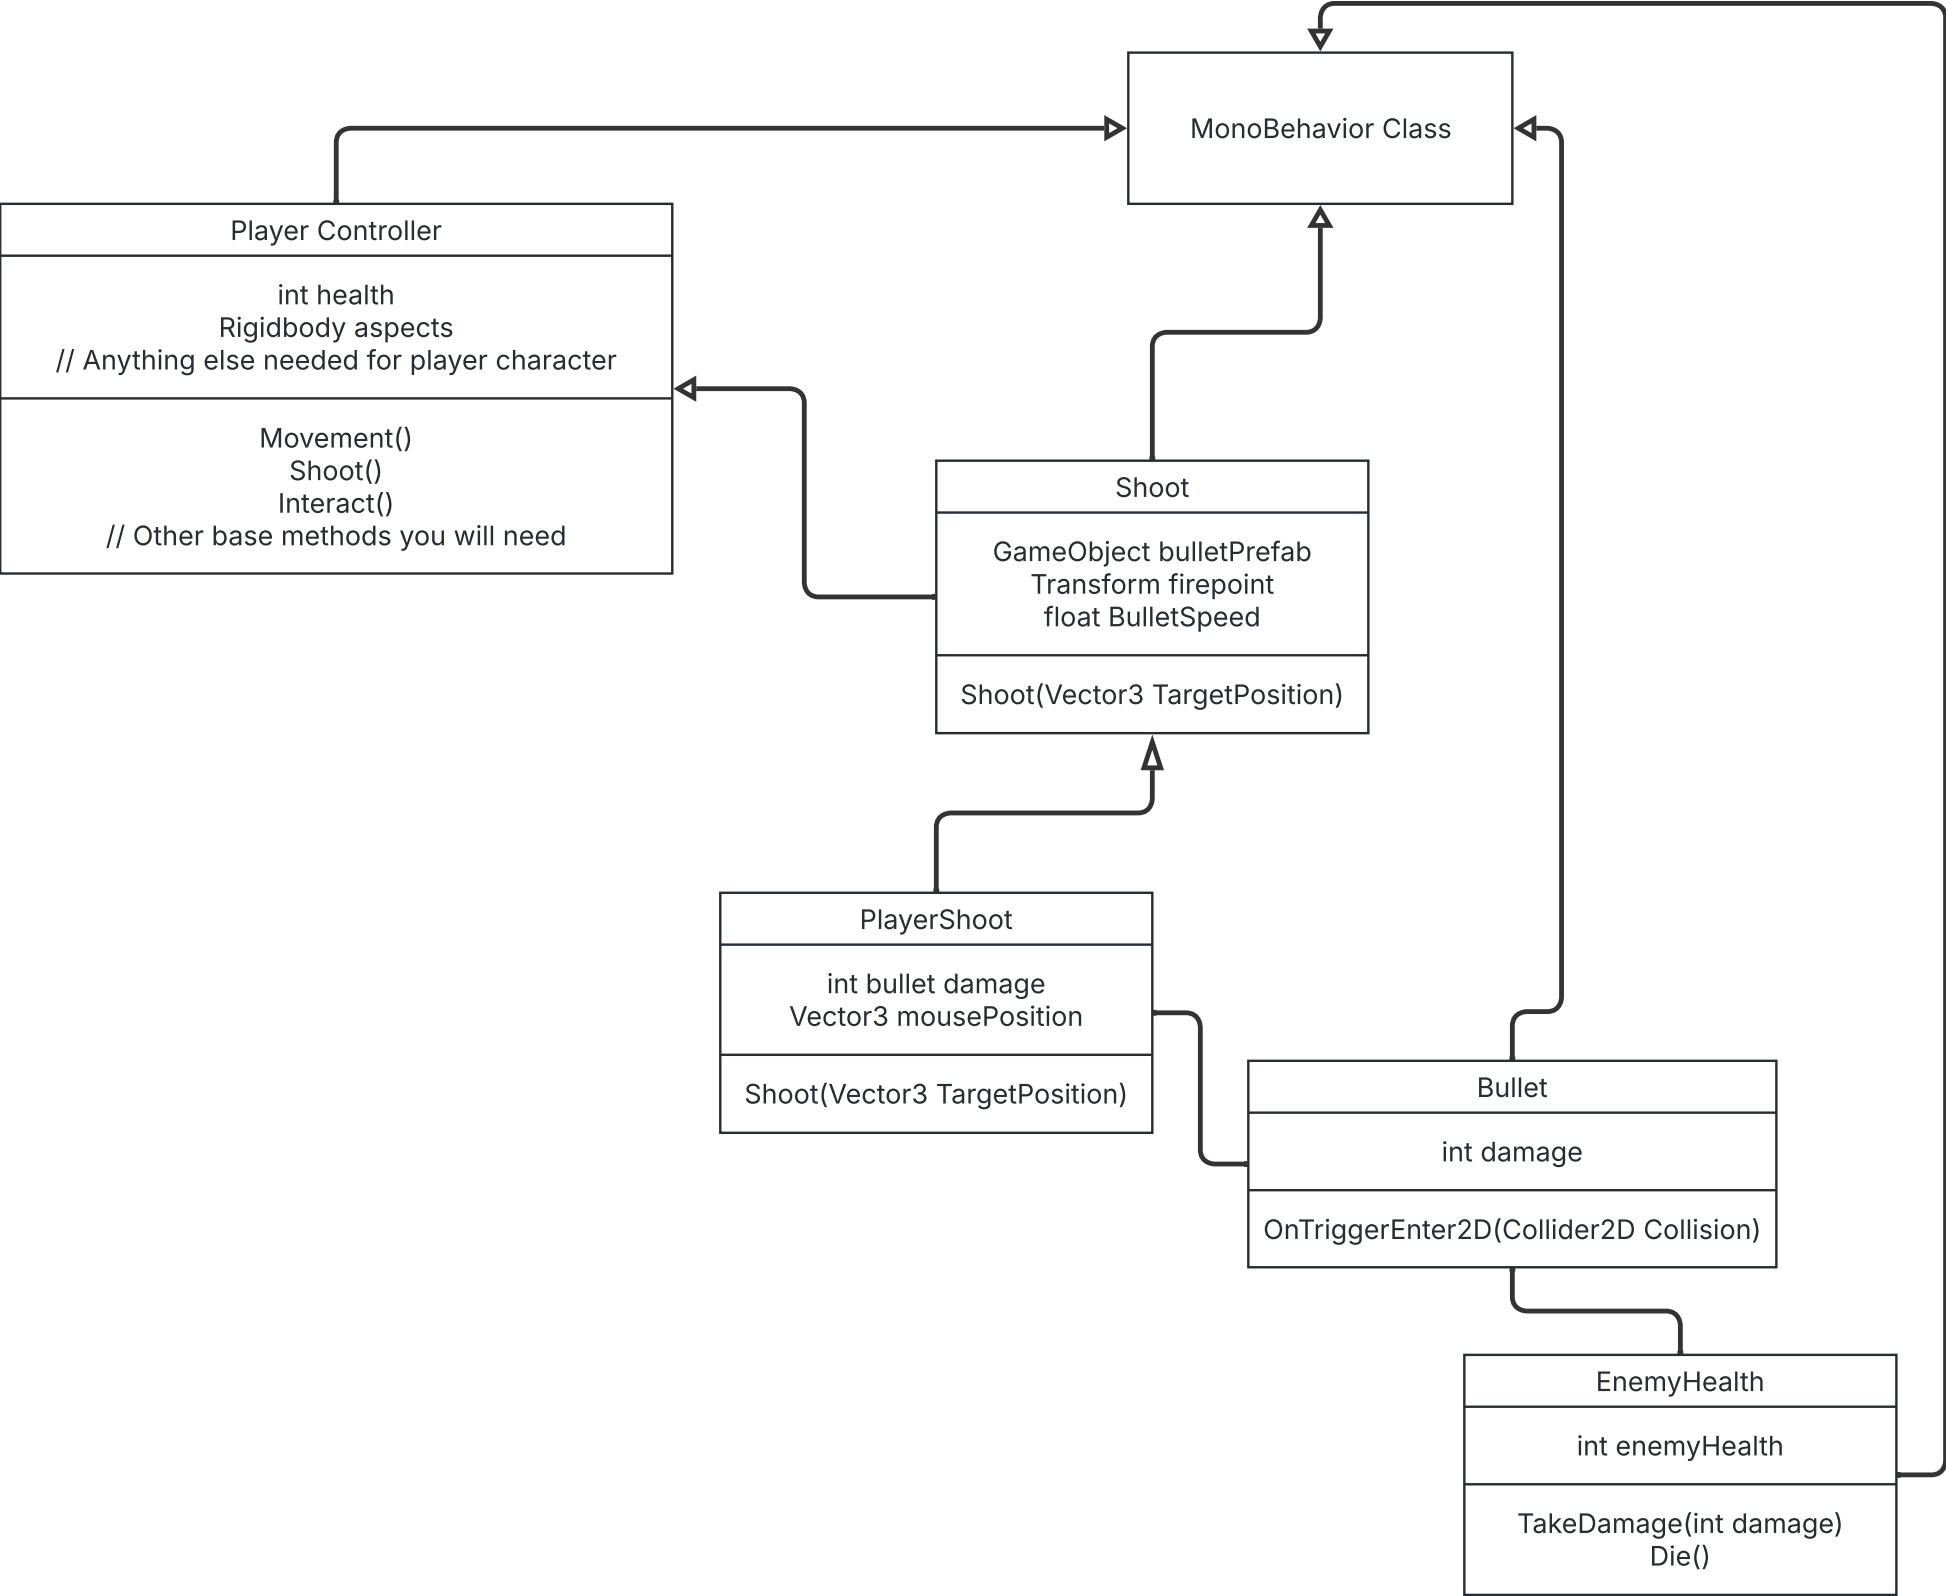 MonoBehavior Class
Player Controller
int health
Rigidbody aspects
// Anything else needed for player character
Movement()
Shoot()
Interact()
// Other base methods you will need
Shoot
GameObject bulletPrefab
Transform firepoint
float BulletSpeed
Shoot(Vector3 TargetPosition)
PlayerShoot
int bullet damage
Vector3 mousePosition
Shoot(Vector3 TargetPosition)
Bullet
int damage
OnTriggerEnter2D(Collider2D Collision)
EnemyHealth
int enemyHealth
TakeDamage(int damage)
Die()